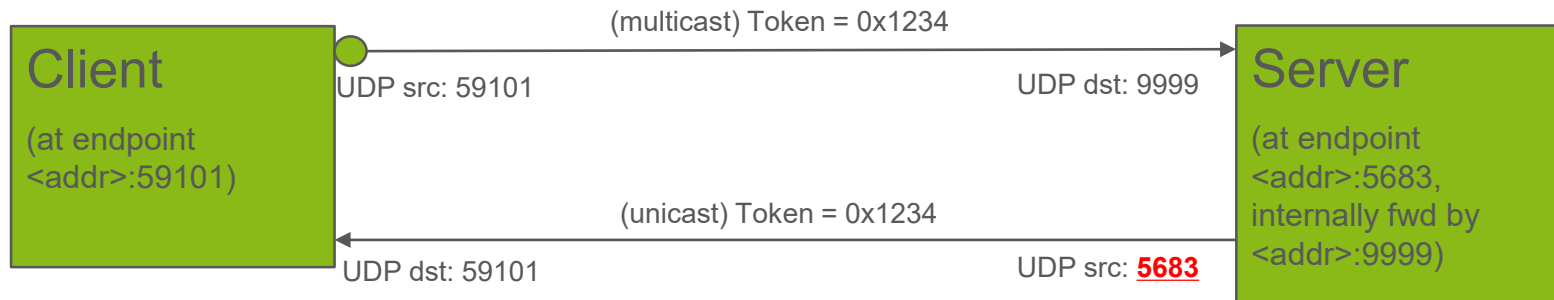 (multicast) Token = 0x1234
Client
(at endpoint
<addr>:59101)
UDP src: 59101
UDP dst: 9999
Server
(at endpoint
<addr>:5683,
internally fwd by
<addr>:9999)
(unicast) Token = 0x1234
UDP dst: 59101
UDP src: 5683